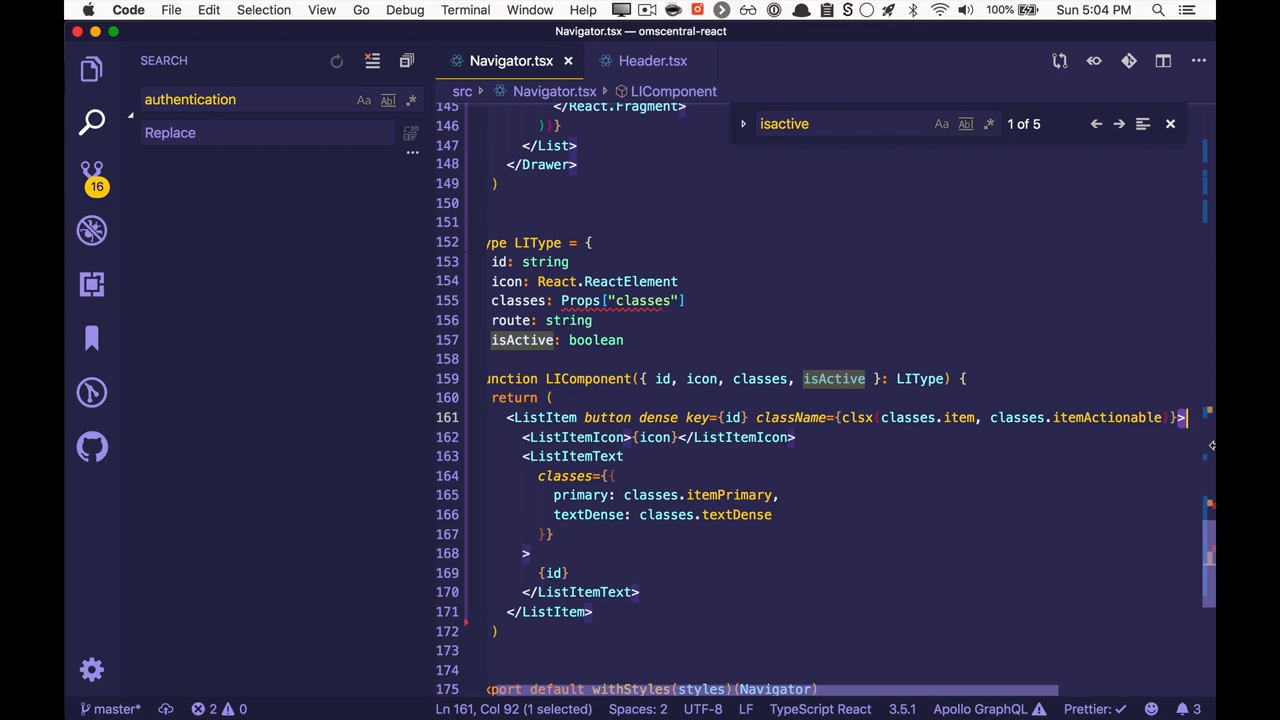 Code File Edit Selection View Go Debug Terminal Window Help 100% Sun 5:04 PM
Navigator.tsx — omscentral-react
SEARCH
authentication
Aa Abl .*
Replace
16
Navigator.tsx × Header.tsx
src > Navigator.tsx > LIComponent
isactive Aa Abl .* 1 of 5
145 </React.Fragment>
146 ))}
147 </List>
148 </Drawer>
149 )
150
151
152 ype LIType = {
153 id: string
154 icon: React.ReactElement
155 classes: Props["classes"]
156 route: string
157 isActive: boolean
158
159 unction LIComponent({ id, icon, classes, isActive }: LIType) {
160 return (
161 <ListItem button dense key={id} className={clsx(classes.item, classes.itemActionable)}>
162 <ListItemIcon>{icon}</ListItemIcon>
163 <ListItemText
164 classes={{
165 primary: classes.itemPrimary,
166 textDense: classes.textDense
167 }}
168 >
169 {id}
170 </ListItemText>
171 </ListItem>
172 )
173
174
175 xport default withStyles(styles)(Navigator)
master* 2 0 Ln 161, Col 92 (1 selected) Spaces: 2 UTF-8 LF TypeScript React 3.5.1 Apollo GraphQL Prettier: ✓ 3